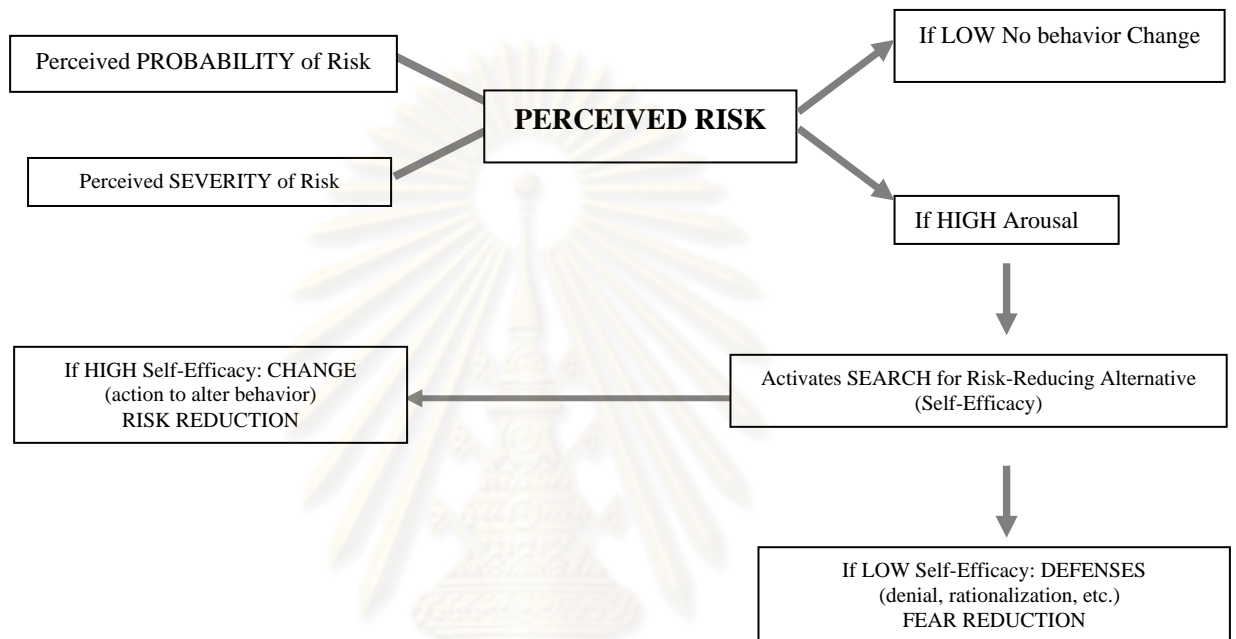 Perceived PROBABILITY of Risk
Perceived SEVERITY of Risk
PERCEIVED RISK
If LOW No behavior Change
If HIGH Arousal
Activates SEARCH for Risk-Reducing Alternative
(Self-Efficacy)
If HIGH Self-Efficacy: CHANGE
(action to alter behavior)
RISK REDUCTION
If LOW Self-Efficacy: DEFENSES
(denial, rationalization, etc.)
FEAR REDUCTION